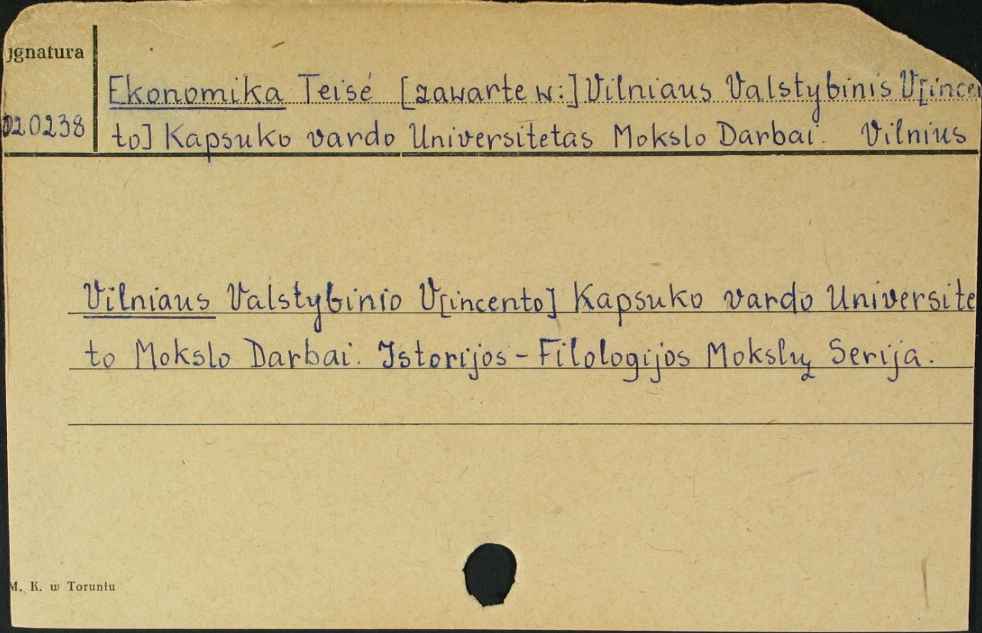 ygnatura
Ekonomika Teisė [zawarte w:] Vilniaus Valstybinis V[incen
020238
to] Kapsuko vardo Universitetas Mokslo Darbai. Vilnius
Vilniaus Valstybinio V[incento] Kapsuko vardo Universite
to Mokslo Darbai. Istorijos - Filologijos Mokslų Serija.
M. K. w Toruniu